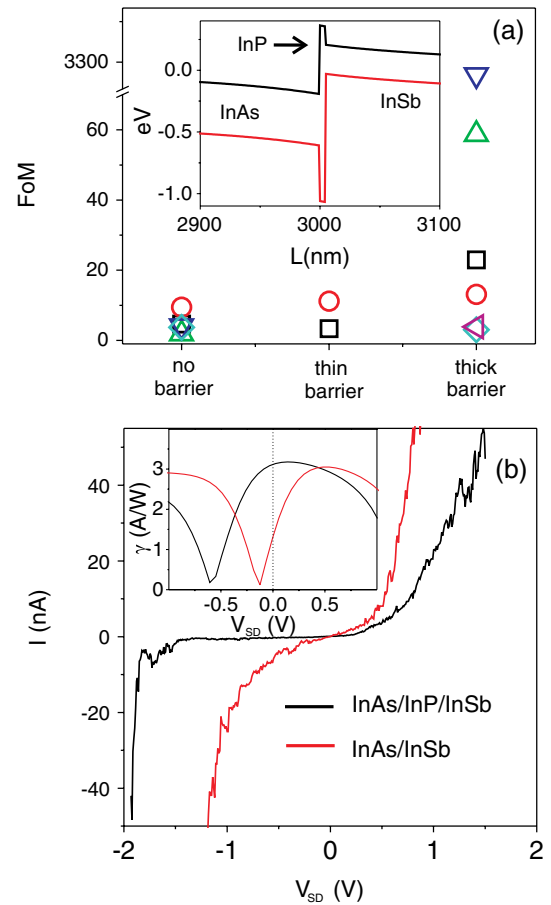 (a)
3300
60
40
20
0
FoM
InP
InAs
InSb
0.0
-0.5
-1.0
eV
2900
3000
3100
L(nm)
no
barrier
thin
barrier
thick
barrier
(b)
4
3
2
1
0
γ (A/W)
-0.5
0.0
0.5
V_SD (V)
40
20
0
-20
-40
I (nA)
InAs/InP/InSb
InAs/InSb
-2
-1
0
1
2
V_SD (V)